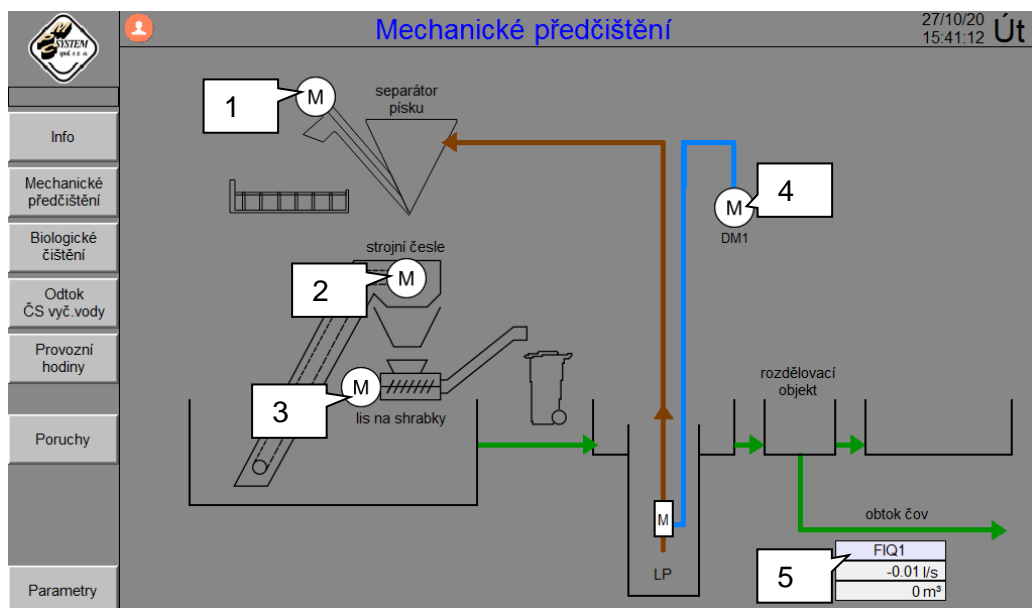 SYSTEM
spol. s r. o.
Mechanické předčištění
27/10/20
15:41:12
Út
Info
Mechanické
předčištění
Biologické
čištění
Odtok
ČS vyč.vody
Provozní
hodiny
Poruchy
Parametry
1
M
separátor
písku
4
M
DM1
strojní česle
2
M
3
M
lis na shrabky
rozdělovací
objekt
M
LP
obtok čov
5
FIQ1
-0.01 l/s
0 m³